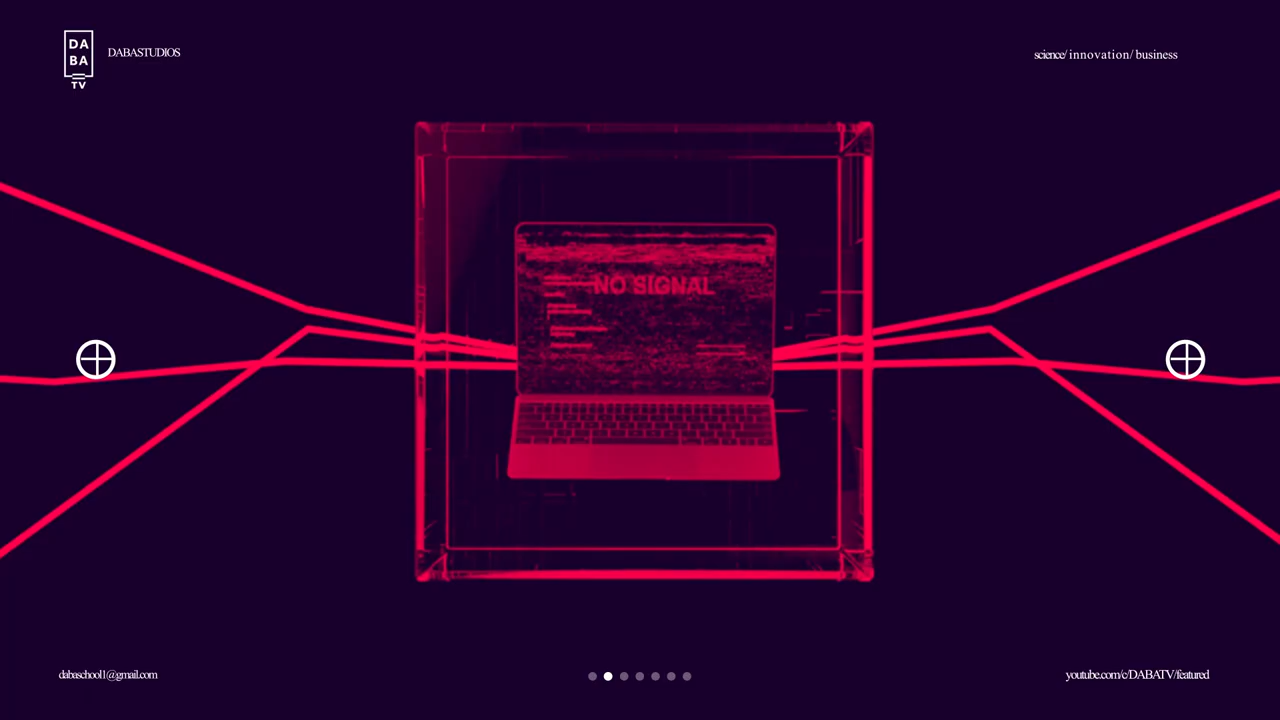 DA
BA
TV
DABASTUDIOS
science/ innovation/ business
NO SIGNAL
dabaschool1@gmail.com
youtube.com/c/DABATV/featured